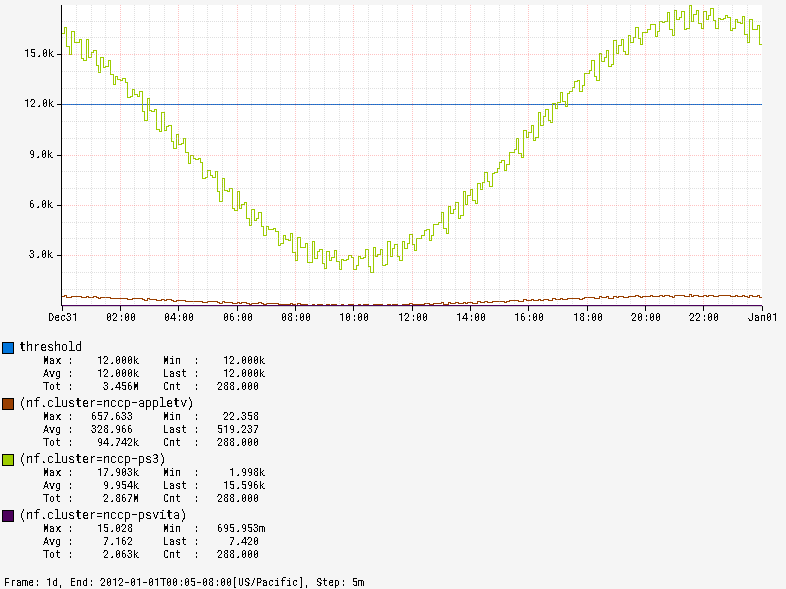 15.0k
12.0k
9.0k
6.0k
3.0k
Dec31 02:00 04:00 06:00 08:00 10:00 12:00 14:00 16:00 18:00 20:00 22:00 Jan01
threshold
Max : 12.000k Min : 12.000k
Avg : 12.000k Last : 12.000k
Tot : 3.456M Cnt : 288.000
(nf.cluster=nccp-appletv)
Max : 657.633 Min : 22.358
Avg : 328.966 Last : 519.237
Tot : 94.742k Cnt : 288.000
(nf.cluster=nccp-ps3)
Max : 17.903k Min : 1.998k
Avg : 9.954k Last : 15.596k
Tot : 2.867M Cnt : 288.000
(nf.cluster=nccp-psvita)
Max : 15.028 Min : 695.953m
Avg : 7.162 Last : 7.420
Tot : 2.063k Cnt : 288.000
Frame: 1d, End: 2012-01-01T00:05-08:00[US/Pacific], Step: 5m